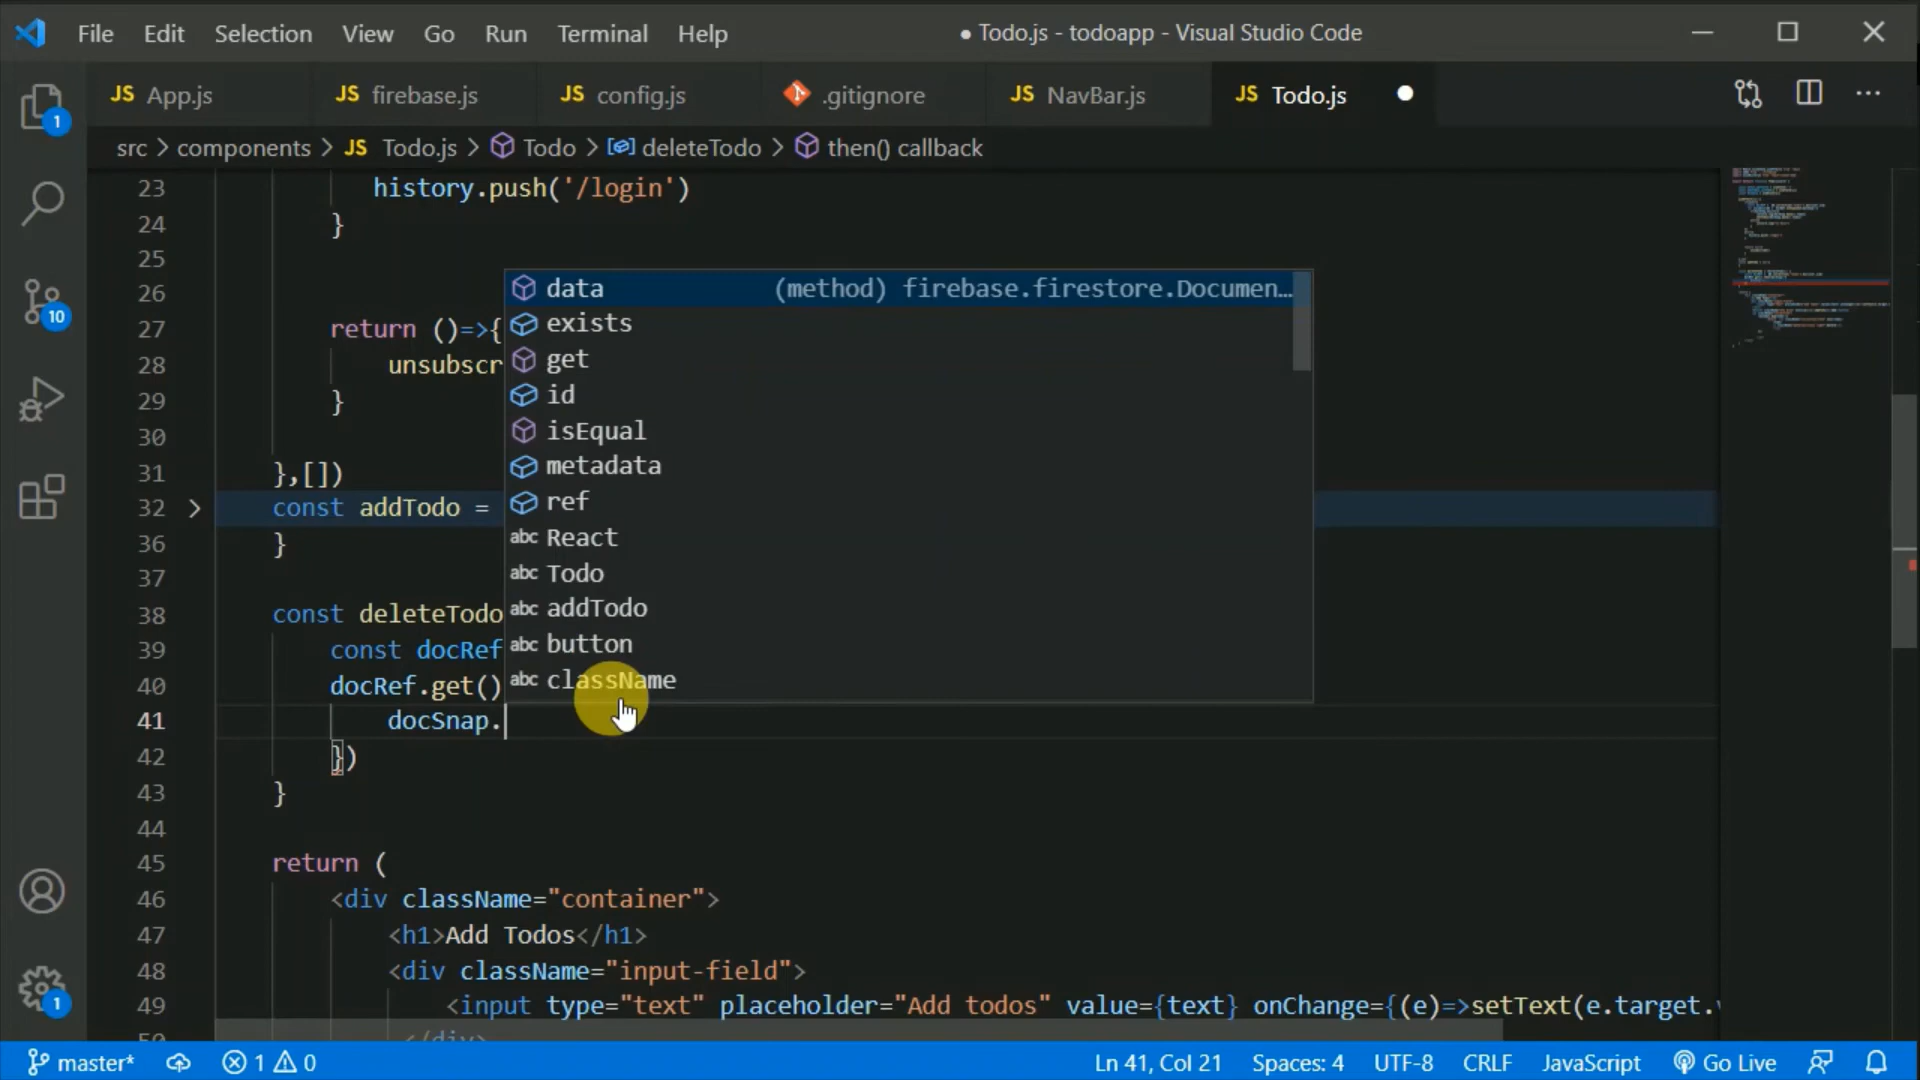 File Edit Selection View Go Run Terminal Help
● Todo.js - todoapp - Visual Studio Code
JS App.js JS firebase.js JS config.js .gitignore JS NavBar.js JS Todo.js
src > components > JS Todo.js > Todo > deleteTodo > then() callback
23 history.push('/login')
24 }
25
26
27 return ()=>{
28 unsubscr
29 }
30
31 },[])
32 const addTodo =
36 }
37
38 const deleteTodo
39 const docRef
40 docRef.get()
41 docSnap.
42 })
43 }
44
45 return (
46 <div className="container">
47 <h1>Add Todos</h1>
48 <div className="input-field">
49 <input type="text" placeholder="Add todos" value={text} onChange={(e)=>setText(e.target.
50 </div>
data (method) firebase.firestore.Documen…
exists
get
id
isEqual
metadata
ref
abc React
abc Todo
abc addTodo
abc button
abc className
1
10
1
master* 1 0 Ln 41, Col 21 Spaces: 4 UTF-8 CRLF JavaScript Go Live